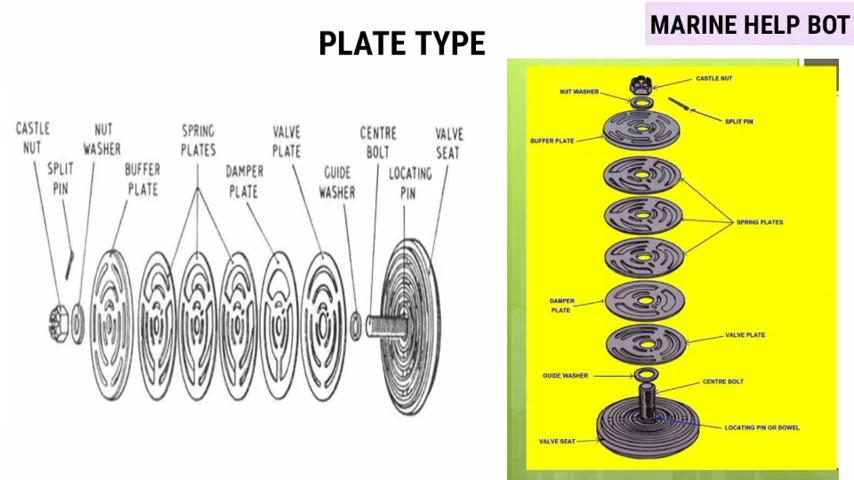 MARINE HELP BOT
PLATE TYPE
CASTLE
NUT
SPLIT
PIN
NUT
WASHER
BUFFER
PLATE
SPRING
PLATES
DAMPER
PLATE
VALVE
PLATE
GUIDE
WASHER
CENTRE
BOLT
LOCATING
PIN
VALVE
SEAT
CASTLE NUT
NUT WASHER
SPLIT PIN
BUFFER PLATE
SPRING PLATES
DAMPER
PLATE
VALVE PLATE
GUIDE WASHER
CENTRE BOLT
LOCATING PIN OR DOWEL
VALVE SEAT